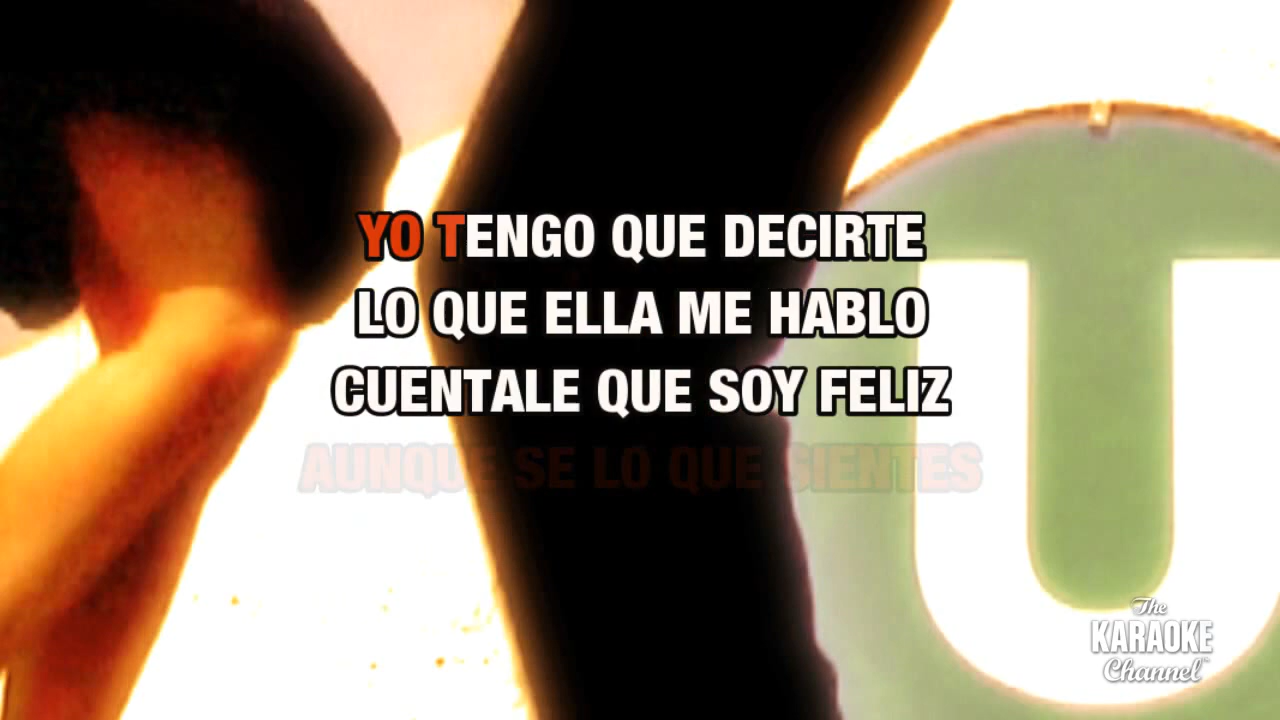 YO TENGO QUE DECIRTE
LO QUE ELLA ME HABLO
CUENTALE QUE SOY FELIZ
AUNQUE SE LO QUE SIENTES
U
The
KARAOKE
Channel™